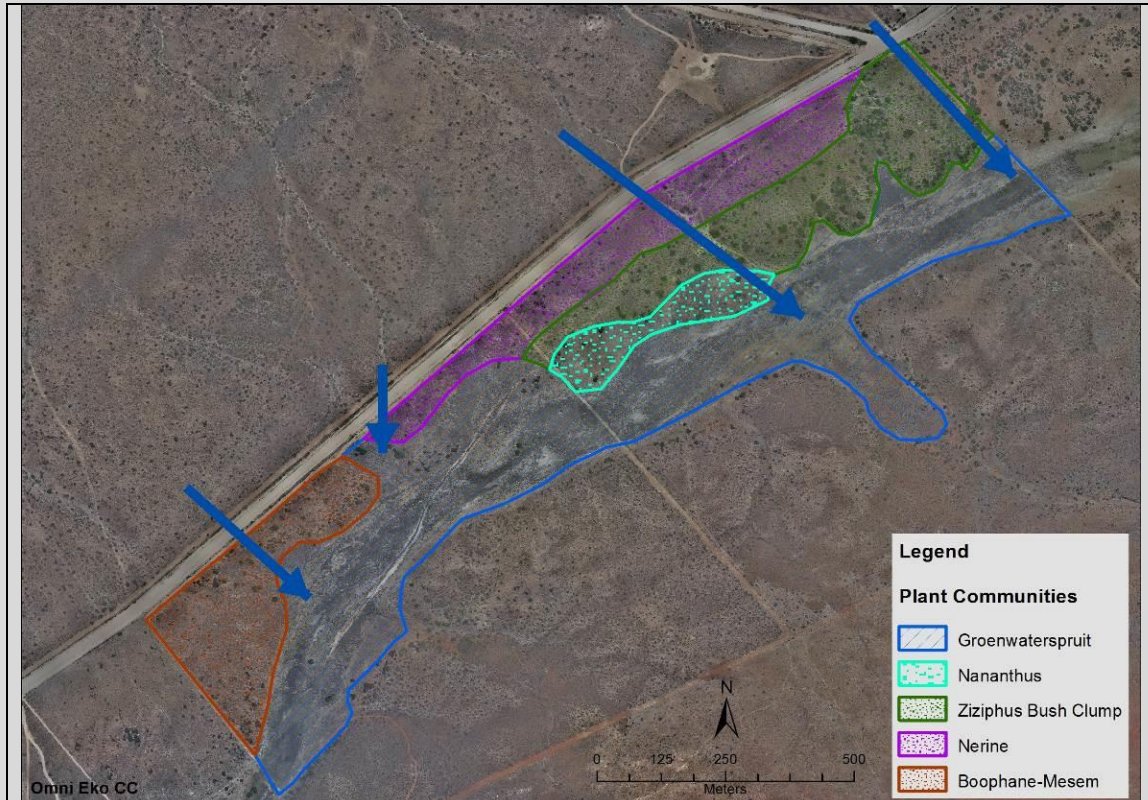 Legend
Plant Communities
Groenwaterspruit
Nananthus
Ziziphus Bush Clump
Nerine
Boophane-Mesem
N
0 125 250 500
Meters
Omni Eko CC